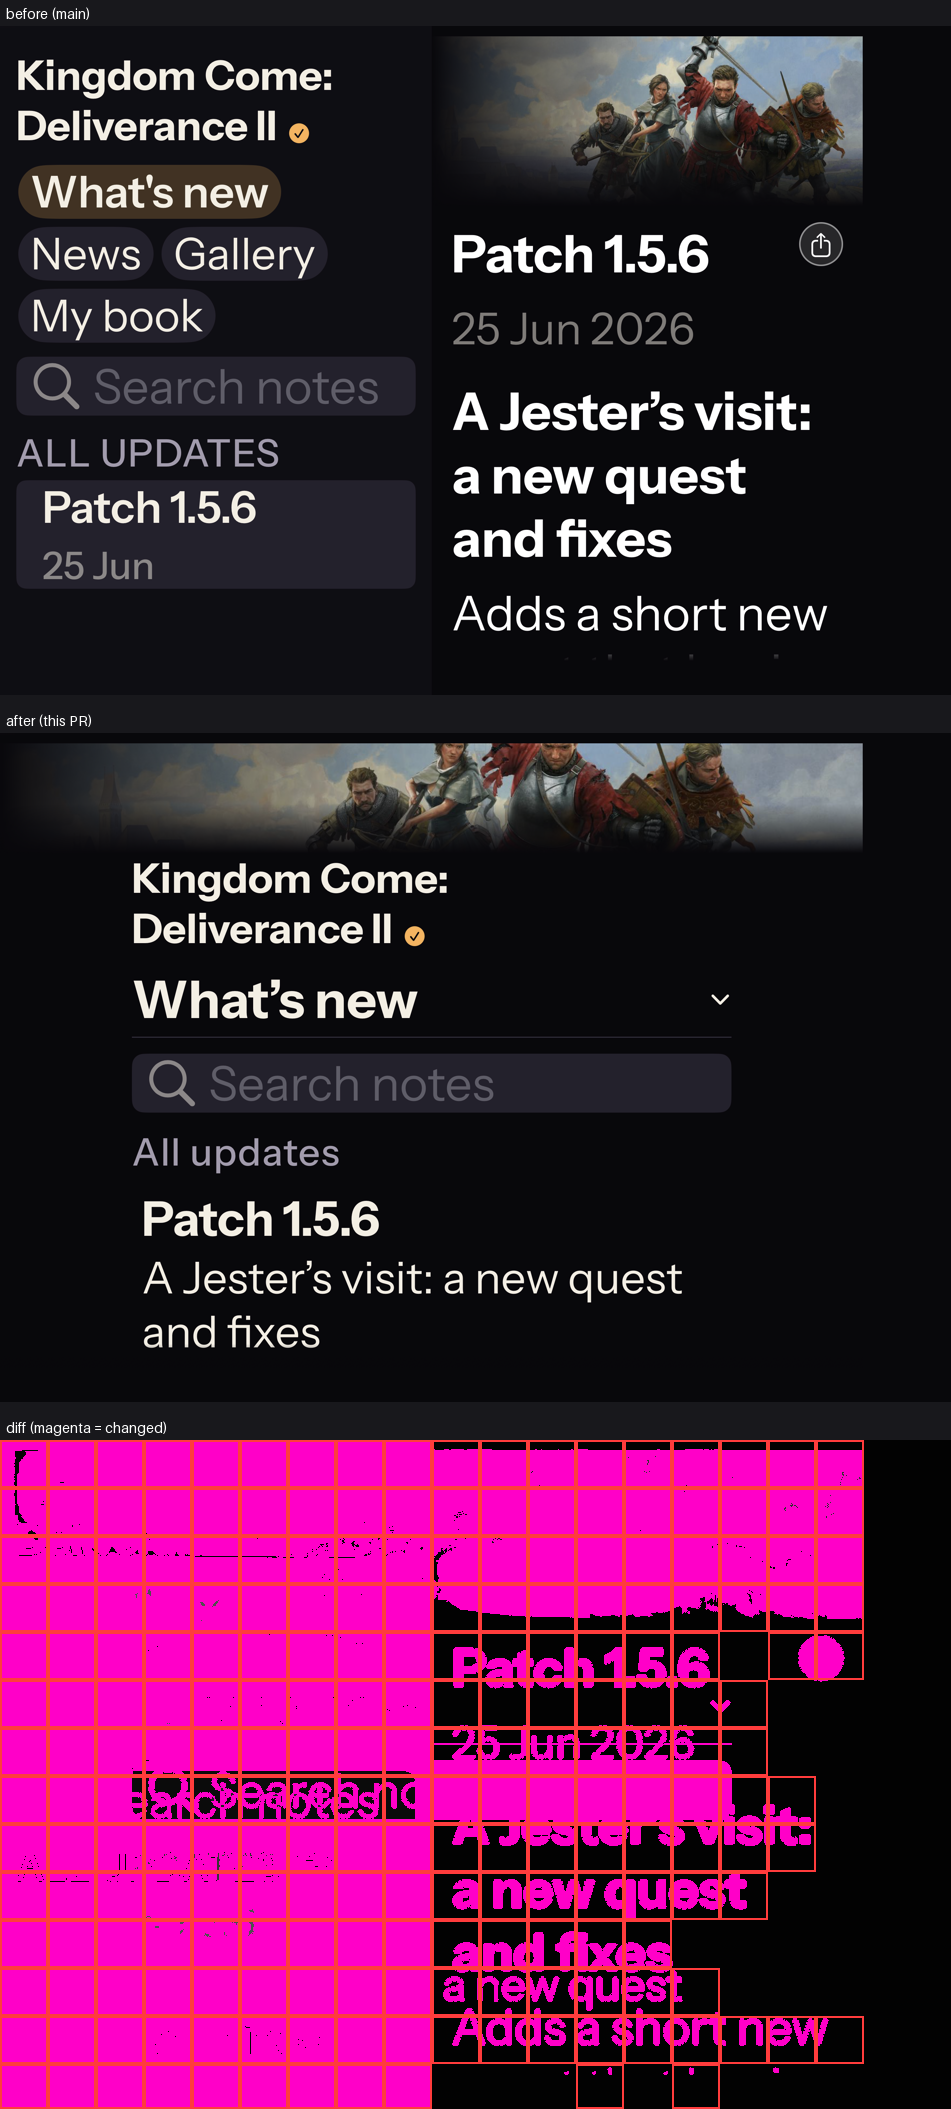 before (main)
Kingdom Come:
Deliverance II
What's new
News Gallery
My book
Search notes
ALL UPDATES
Patch 1.5.6
25 Jun
Patch 1.5.6
25 Jun 2026
A Jester’s visit:
a new quest
and fixes
Adds a short new
after (this PR)
Kingdom Come:
Deliverance II
What’s new
Search notes
All updates
Patch 1.5.6
A Jester’s visit: a new quest
and fixes
diff (magenta = changed)
Patch 1.5.6
25 Jun 2026
Search notes
A Jester’s visit:
a new quest
and fixes
a new quest
Adds a short new